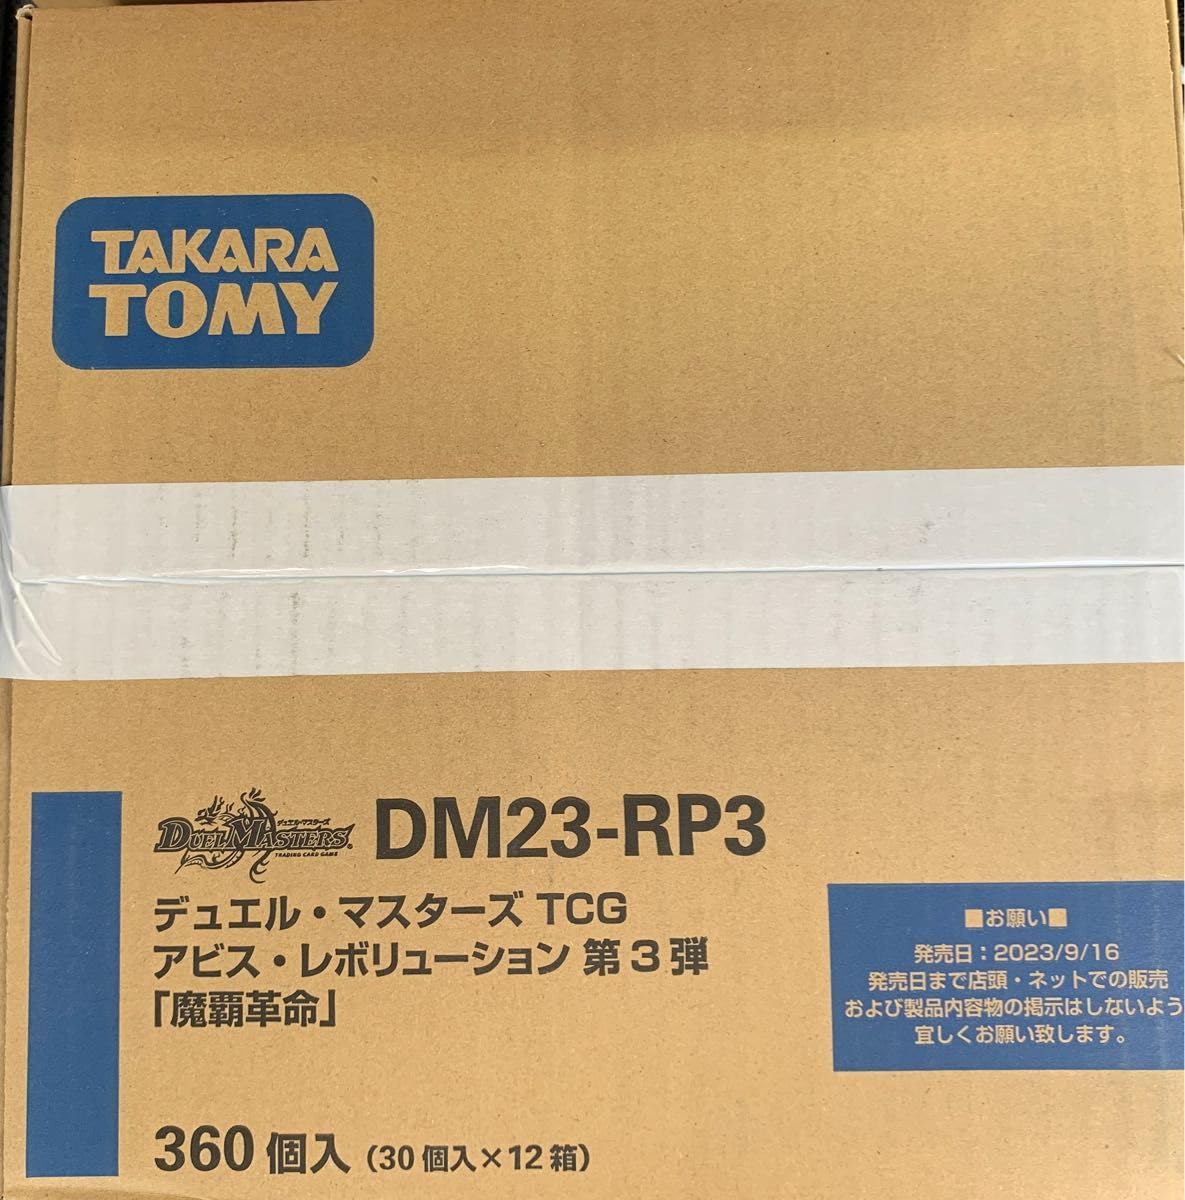 TAKARA
TOMY
デュエル・マスターズ
DUEL MASTERS
TRADING CARD GAME
DM23-RP3
デュエル・マスターズ TCG
アビス・レボリューション 第3弾
「魔覇革命」
360個入（30個入×12箱）
■お願い■
発売日：2023/9/16
発売日まで店頭・ネットでの販売
および製品内容物の掲示はしないよう
宜しくお願い致します。